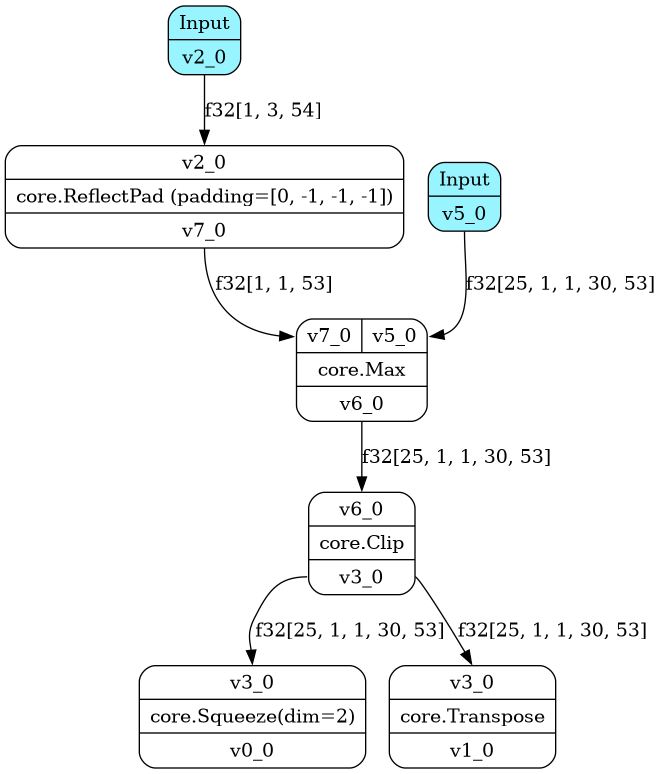 Input
v2_0
f32[1, 3, 54]
v2_0
core.ReflectPad (padding=[0, -1, -1, -1])
v7_0
Input
v5_0
f32[1, 1, 53]
f32[25, 1, 1, 30, 53]
v7_0 v5_0
core.Max
v6_0
f32[25, 1, 1, 30, 53]
v6_0
core.Clip
v3_0
f32[25, 1, 1, 30, 53]
f32[25, 1, 1, 30, 53]
v3_0
core.Squeeze(dim=2)
v0_0
v3_0
core.Transpose
v1_0